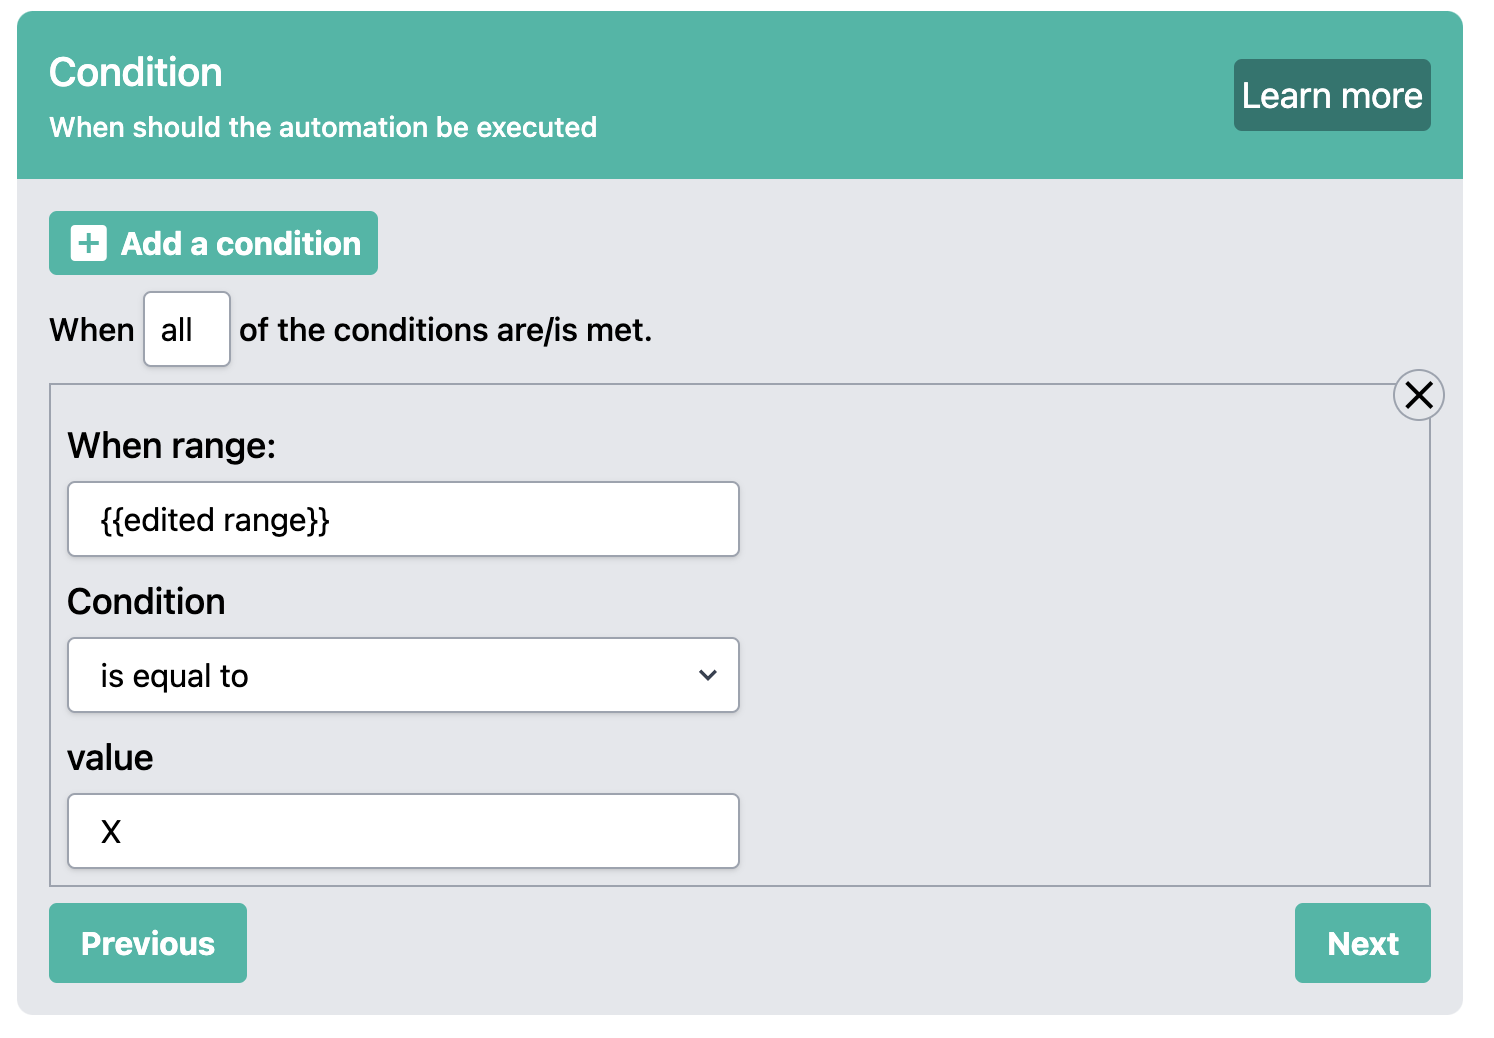 Condition
When should the automation be executed
Learn more
Add a condition
When all of the conditions are/is met.
When range:
{{edited range}}
Condition
is equal to
value
X
Previous
Next